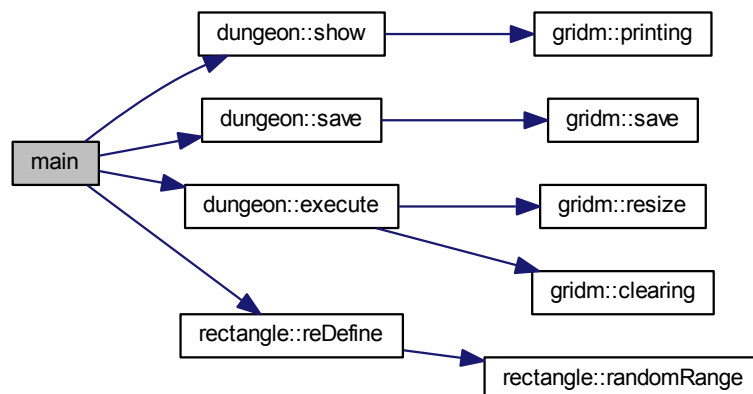 dungeon::show
gridm::printing
dungeon::save
gridm::save
main
dungeon::execute
gridm::resize
gridm::clearing
rectangle::reDefine
rectangle::randomRange